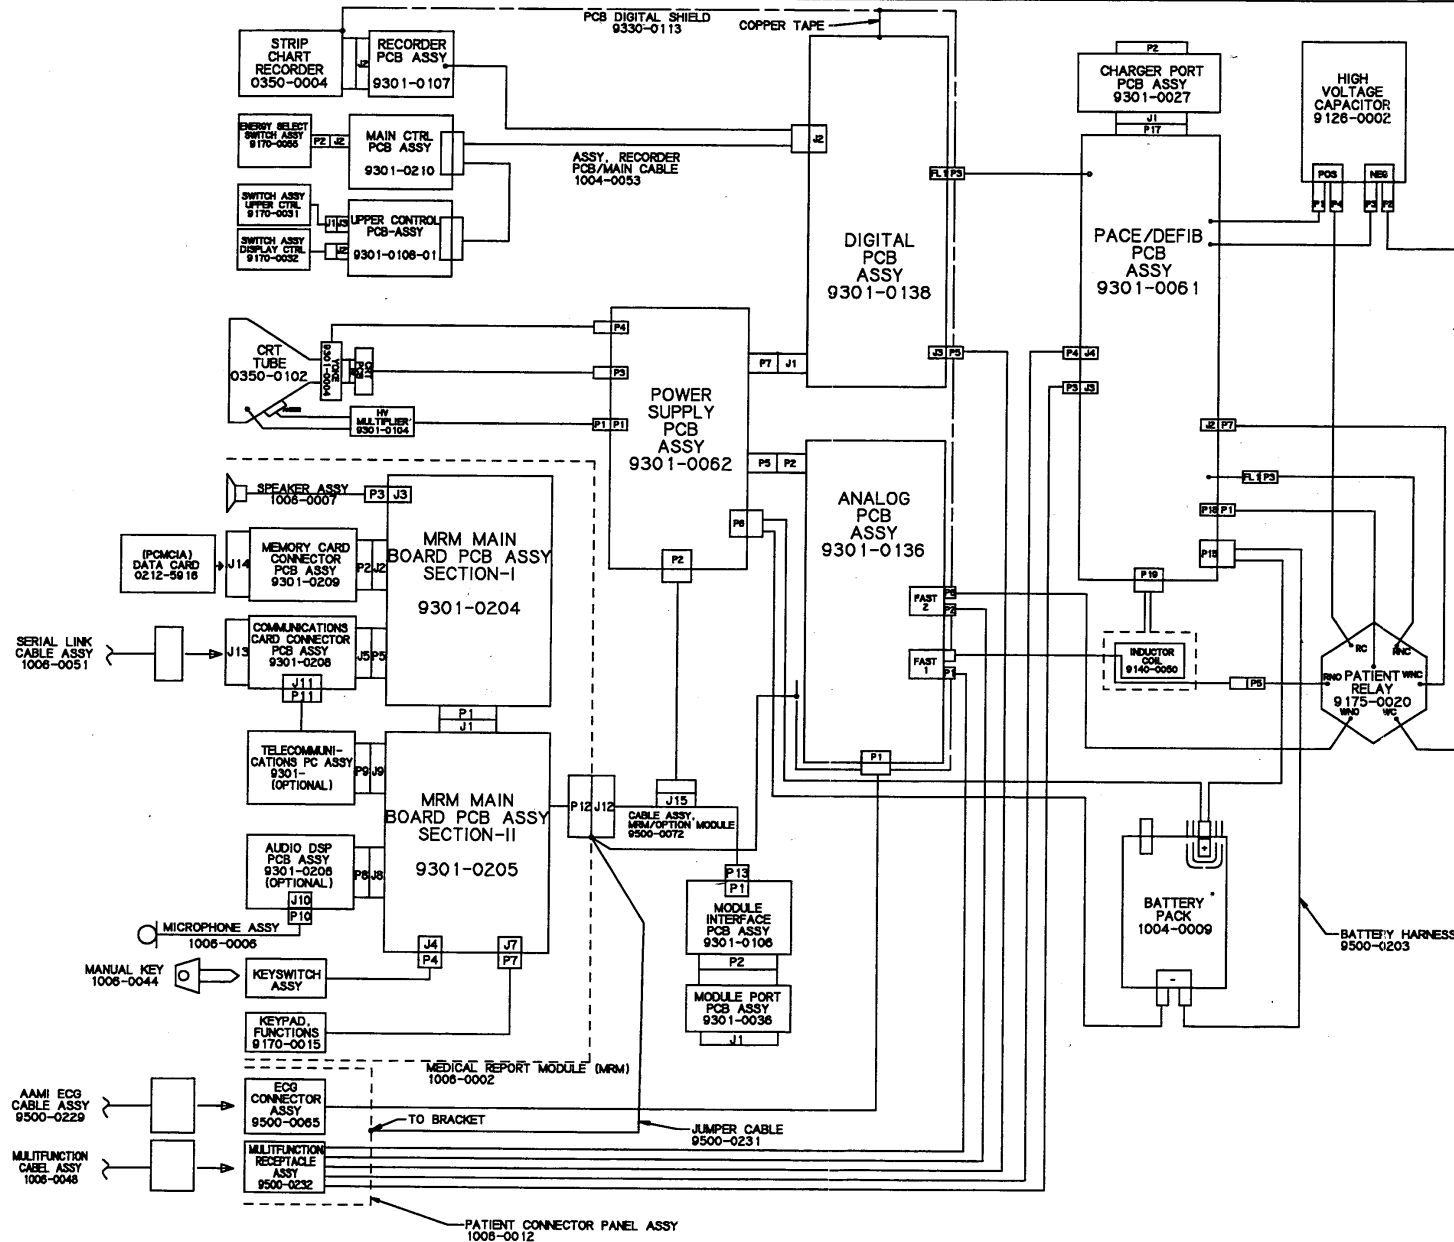 PCB DIGITAL SHIELD
9330-0113
COPPER TAPE
STRIP
CHART
RECORDER
0350-0004
J2
RECORDER
PCB ASSY
9301-0107
ENERGY SELECT
SWITCH ASSY
9170-0055
P2 J2
MAIN CTRL
PCB ASSY
9301-0210
ASSY, RECORDER
PCB/MAIN CABLE
1004-0053
SWITCH ASSY
UPPER CTRL
9170-0031
J1 J3
UPPER CONTROL
PCB-ASSY
9301-0108-01
SWITCH ASSY
DISPLAY CTRL
9170-0032
J2
J2
DIGITAL
PCB
ASSY
9301-0138
FL1 P3
J3 P5
P2
CHARGER PORT
PCB ASSY
9301-0027
J1
P17
PACE/DEFIB
PCB
ASSY
9301-0061
HIGH
VOLTAGE
CAPACITOR
9126-0002
POS
NEG
P1 P4
P3 P2
P4 J4
P3 J3
J2 P7
FL1 P3
P18 P1
P15
P19
CRT
TUBE
0350-0102
YOKE
9301-0004
CRT
PCB
HV
MULTIPLIER
9301-0104
P4
P3
P1 P1
POWER
SUPPLY
PCB
ASSY
9301-0062
P7 J1
P5 P2
P6
P2
ANALOG
PCB
ASSY
9301-0136
FAST
2
P2
FAST
1
P1
P1
INDUCTOR
COIL
9140-0050
P5
RC
RNC
RNO
WNC
PATIENT
RELAY
9175-0020
WNO
WC
SPEAKER ASSY
1006-0007
P3 J3
MRM MAIN
BOARD PCB ASSY
SECTION-I
9301-0204
(PCMCIA)
DATA CARD
0212-5916
J14
MEMORY CARD
CONNECTOR
PCB ASSY
9301-0209
P2 J2
SERIAL LINK
CABLE ASSY
1006-0051
J13
COMMUNICATIONS
CARD CONNECTOR
PCB ASSY
9301-0208
J5 P5
J11
P11
P1
J1
TELECOMMUNI-
CATIONS PC ASSY
9301-
(OPTIONAL)
P9 J9
MRM MAIN
BOARD PCB ASSY
SECTION-II
9301-0205
P12 J12
J15
CABLE ASSY,
MRM/OPTION MODULE
9500-0072
AUDIO DSP
PCB ASSY
9301-0206
(OPTIONAL)
P8 J8
J10
P10
MICROPHONE ASSY
1006-0006
MANUAL KEY
1006-0044
KEYSWITCH
ASSY
J4
P4
J7
P7
KEYPAD,
FUNCTIONS
9170-0015
P13
P1
MODULE
INTERFACE
PCB ASSY
9301-0106
P2
MODULE PORT
PCB ASSY
9301-0036
J1
+
BATTERY
PACK
1004-0009
-
BATTERY HARNESS
9500-0203
MEDICAL REPORT MODULE (MRM)
1006-0002
AAMI ECG
CABLE ASSY
9500-0229
ECG
CONNECTOR
ASSY
9500-0065
TO BRACKET
JUMPER CABLE
9500-0231
MULITFUNCTION
CABEL ASSY
1006-0048
MULITFUNCTION
RECEPTACLE
ASSY
9500-0232
PATIENT CONNECTOR PANEL ASSY
1006-0012